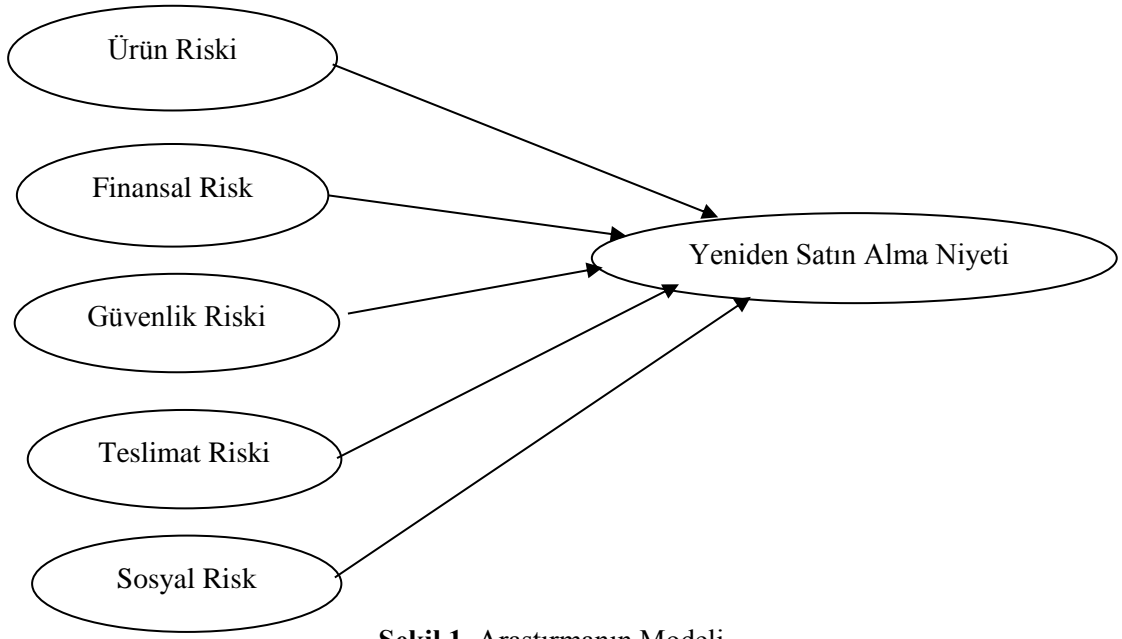 Ürün Riski
Finansal Risk
Yeniden Satın Alma Niyeti
Güvenlik Riski
Teslimat Riski
Sosyal Risk
Şekil 1. Araştırmanın Modeli